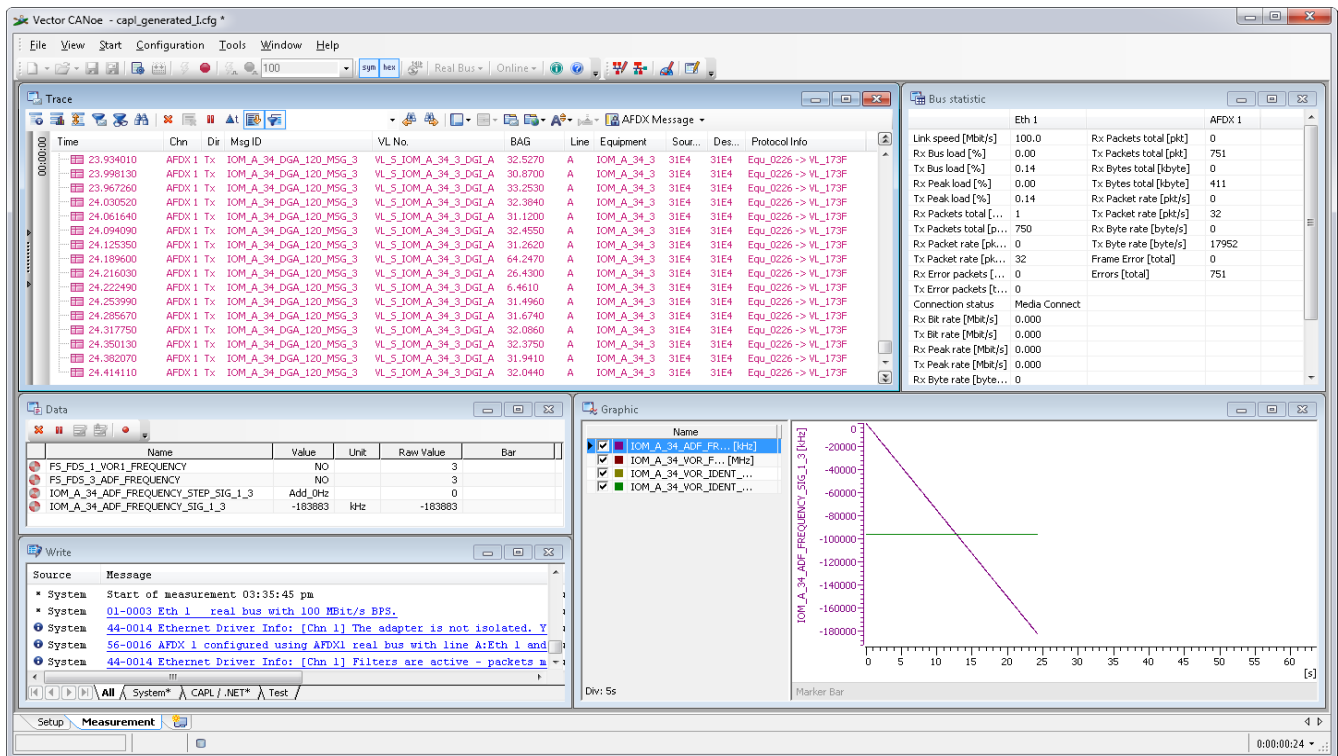 Vector CANoe - capl_generated_I.cfg *
File View Start Configuration Tools Window Help
100 sym hex Real Bus Online
Trace
AFDX Message
Time Chn Dir Msg ID VL No. BAG Line Equipment Sour... Des... Protocol Info
00:00:00
23.934010 AFDX 1 Tx IOM_A_34_DGA_120_MSG_3 VL_S_IOM_A_34_3_DGI_A 32.5270 A IOM_A_34_3 31E4 31E4 Equ_0226 -> VL_173F
23.998130 AFDX 1 Tx IOM_A_34_DGA_120_MSG_3 VL_S_IOM_A_34_3_DGI_A 30.8700 A IOM_A_34_3 31E4 31E4 Equ_0226 -> VL_173F
23.967260 AFDX 1 Tx IOM_A_34_DGA_120_MSG_3 VL_S_IOM_A_34_3_DGI_A 33.2530 A IOM_A_34_3 31E4 31E4 Equ_0226 -> VL_173F
24.030520 AFDX 1 Tx IOM_A_34_DGA_120_MSG_3 VL_S_IOM_A_34_3_DGI_A 32.3840 A IOM_A_34_3 31E4 31E4 Equ_0226 -> VL_173F
24.061640 AFDX 1 Tx IOM_A_34_DGA_120_MSG_3 VL_S_IOM_A_34_3_DGI_A 31.1200 A IOM_A_34_3 31E4 31E4 Equ_0226 -> VL_173F
24.094090 AFDX 1 Tx IOM_A_34_DGA_120_MSG_3 VL_S_IOM_A_34_3_DGI_A 32.4550 A IOM_A_34_3 31E4 31E4 Equ_0226 -> VL_173F
24.125350 AFDX 1 Tx IOM_A_34_DGA_120_MSG_3 VL_S_IOM_A_34_3_DGI_A 31.2620 A IOM_A_34_3 31E4 31E4 Equ_0226 -> VL_173F
24.189600 AFDX 1 Tx IOM_A_34_DGA_120_MSG_3 VL_S_IOM_A_34_3_DGI_A 64.2470 A IOM_A_34_3 31E4 31E4 Equ_0226 -> VL_173F
24.216030 AFDX 1 Tx IOM_A_34_DGA_120_MSG_3 VL_S_IOM_A_34_3_DGI_A 26.4300 A IOM_A_34_3 31E4 31E4 Equ_0226 -> VL_173F
24.222490 AFDX 1 Tx IOM_A_34_DGA_120_MSG_3 VL_S_IOM_A_34_3_DGI_A 6.4610 A IOM_A_34_3 31E4 31E4 Equ_0226 -> VL_173F
24.253990 AFDX 1 Tx IOM_A_34_DGA_120_MSG_3 VL_S_IOM_A_34_3_DGI_A 31.4960 A IOM_A_34_3 31E4 31E4 Equ_0226 -> VL_173F
24.285670 AFDX 1 Tx IOM_A_34_DGA_120_MSG_3 VL_S_IOM_A_34_3_DGI_A 31.6740 A IOM_A_34_3 31E4 31E4 Equ_0226 -> VL_173F
24.317750 AFDX 1 Tx IOM_A_34_DGA_120_MSG_3 VL_S_IOM_A_34_3_DGI_A 32.0860 A IOM_A_34_3 31E4 31E4 Equ_0226 -> VL_173F
24.350130 AFDX 1 Tx IOM_A_34_DGA_120_MSG_3 VL_S_IOM_A_34_3_DGI_A 32.3750 A IOM_A_34_3 31E4 31E4 Equ_0226 -> VL_173F
24.382070 AFDX 1 Tx IOM_A_34_DGA_120_MSG_3 VL_S_IOM_A_34_3_DGI_A 31.9410 A IOM_A_34_3 31E4 31E4 Equ_0226 -> VL_173F
24.414110 AFDX 1 Tx IOM_A_34_DGA_120_MSG_3 VL_S_IOM_A_34_3_DGI_A 32.0440 A IOM_A_34_3 31E4 31E4 Equ_0226 -> VL_173F
Bus statistic
Eth 1 AFDX 1
Link speed [Mbit/s] 100.0 Rx Packets total [pkt] 0
Rx Bus load [%] 0.00 Tx Packets total [pkt] 751
Tx Bus load [%] 0.14 Rx Bytes total [kbyte] 0
Rx Peak load [%] 0.00 Tx Bytes total [kbyte] 411
Tx Peak load [%] 0.14 Rx Packet rate [pkt/s] 0
Rx Packets total [... 1 Tx Packet rate [pkt/s] 32
Tx Packets total [p... 750 Rx Byte rate [byte/s] 0
Rx Packet rate [pk... 0 Tx Byte rate [byte/s] 17952
Tx Packet rate [pk... 32 Frame Error [total] 0
Rx Error packets [... 0 Errors [total] 751
Tx Error packets [t... 0
Connection status Media Connect
Rx Bit rate [Mbit/s] 0.000
Tx Bit rate [Mbit/s] 0.000
Rx Peak rate [Mbit/s] 0.000
Tx Peak rate [Mbit/s] 0.000
Rx Byte rate [byte... 0
Data
Name Value Unit Raw Value Bar
FS_FDS_1_VOR1_FREQUENCY NO 3
FS_FDS_3_ADF_FREQUENCY NO 3
IOM_A_34_ADF_FREQUENCY_STEP_SIG_1_3 Add_0Hz 0
IOM_A_34_ADF_FREQUENCY_SIG_1_3 -183883 kHz -183883
Write
Source Message
System Start of measurement 03:35:45 pm
System 01-0003 Eth 1 real bus with 100 MBit/s BPS.
System 44-0014 Ethernet Driver Info: [Chn 1] The adapter is not isolated. Y
System 56-0016 AFDX 1 configured using AFDX1 real bus with line A:Eth 1 and
System 44-0014 Ethernet Driver Info: [Chn 1] Filters are active - packets m
All System* CAPL / .NET* Test
Graphic
Name
IOM_A_34_ADF_FR... [kHz]
IOM_A_34_VOR_F... [MHz]
IOM_A_34_VOR_IDENT_...
IOM_A_34_VOR_IDENT_...
Div: 5s
IOM_A_34_ADF_FREQUENCY_SIG_1_3 [kHz]
0
-20000
-40000
-60000
-80000
-100000
-120000
-140000
-160000
-180000
0 5 10 15 20 25 30 35 40 45 50 55 60
[s]
Marker Bar
Setup Measurement
0:00:00:24